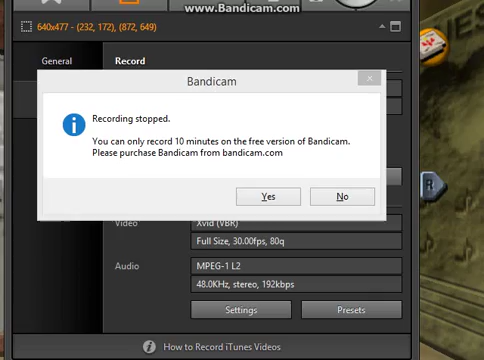 www.Bandicam.com
640x477 - (232, 172), (872, 649)
General
Record
Bandicam
Recording stopped.
You can only record 10 minutes on the free version of Bandicam.
Please purchase Bandicam from bandicam.com
Yes
No
R
Video
Xvid (VBR)
Full Size, 30.00fps, 80q
Audio
MPEG-1 L2
48.0KHz, stereo, 192kbps
Settings
Presets
How to Record iTunes Videos